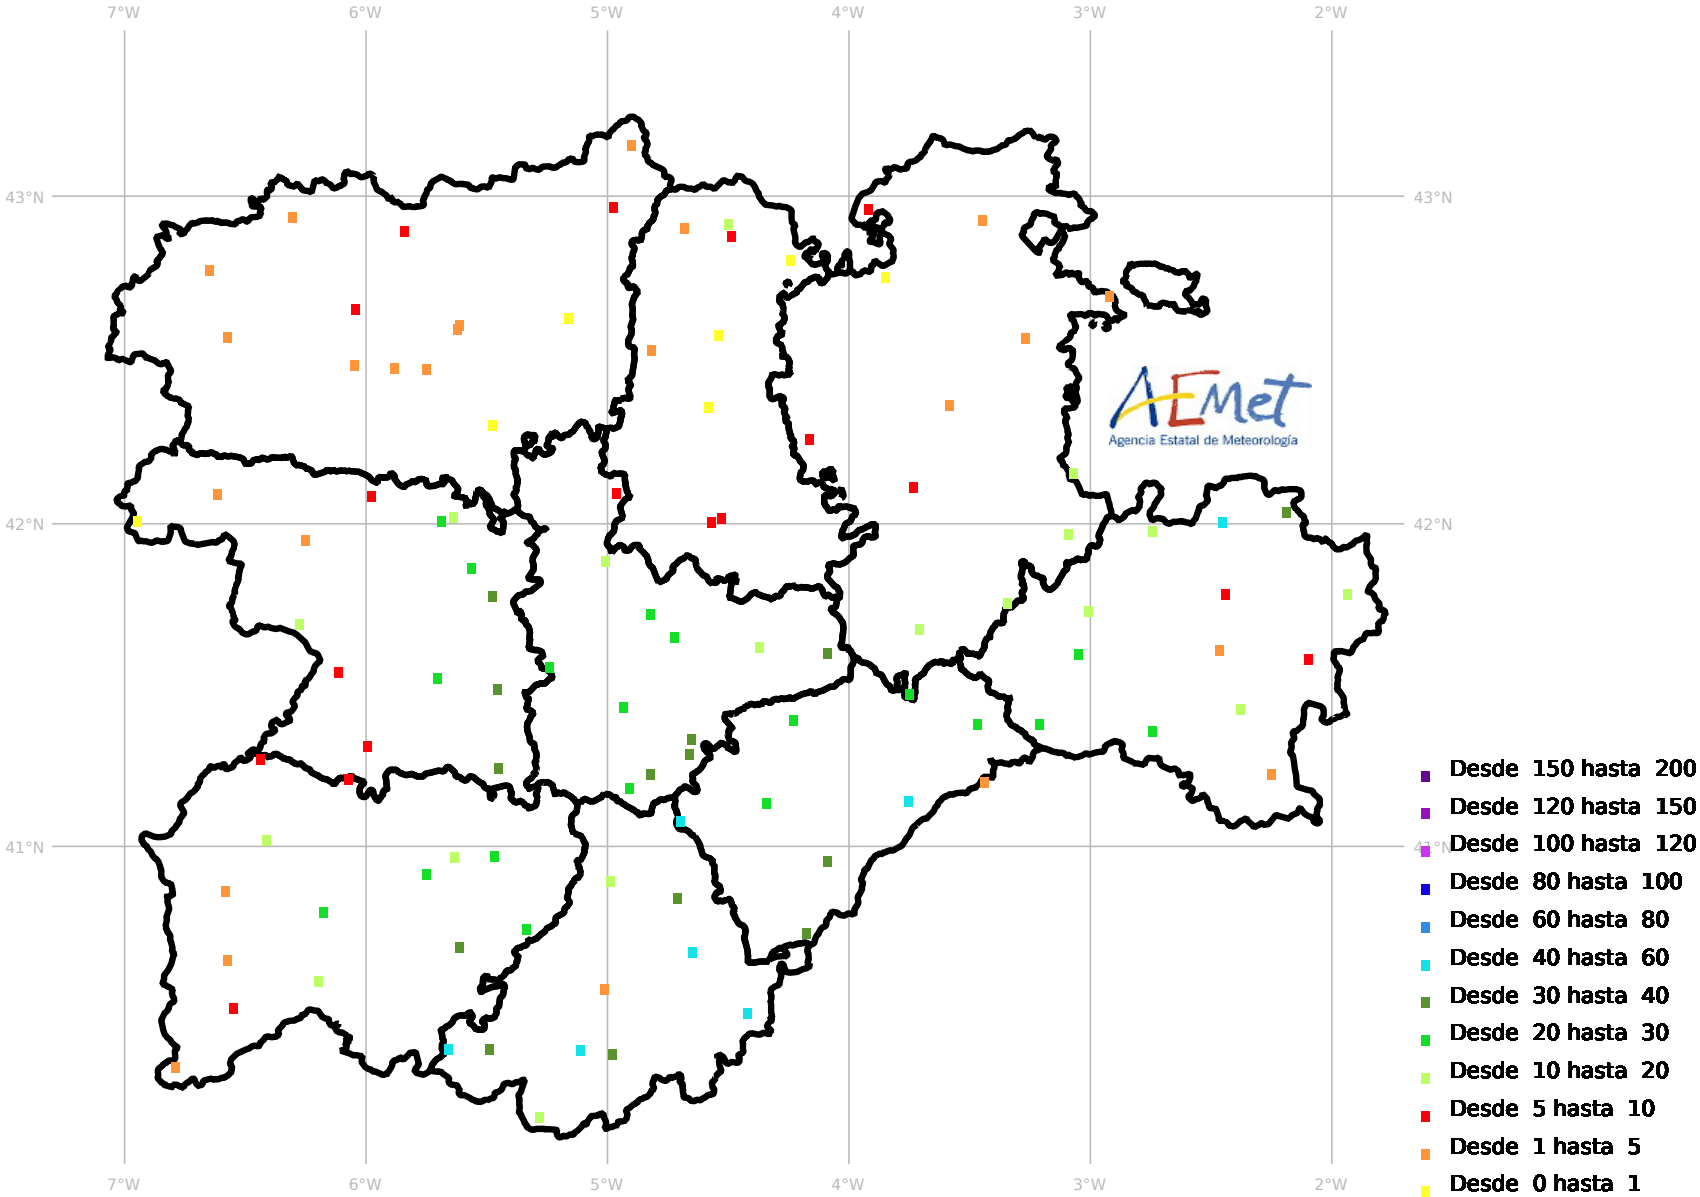 7°W 6°W 5°W 4°W 3°W 2°W
43°N 43°N
AEMet
Agencia Estatal de Meteorología
42°N 42°N
Desde 150 hasta 200
Desde 120 hasta 150
41°N 41°N
Desde 100 hasta 120
Desde 80 hasta 100
Desde 60 hasta 80
Desde 40 hasta 60
Desde 30 hasta 40
Desde 20 hasta 30
Desde 10 hasta 20
Desde 5 hasta 10
Desde 1 hasta 5
Desde 0 hasta 1
7°W 6°W 5°W 4°W 3°W 2°W